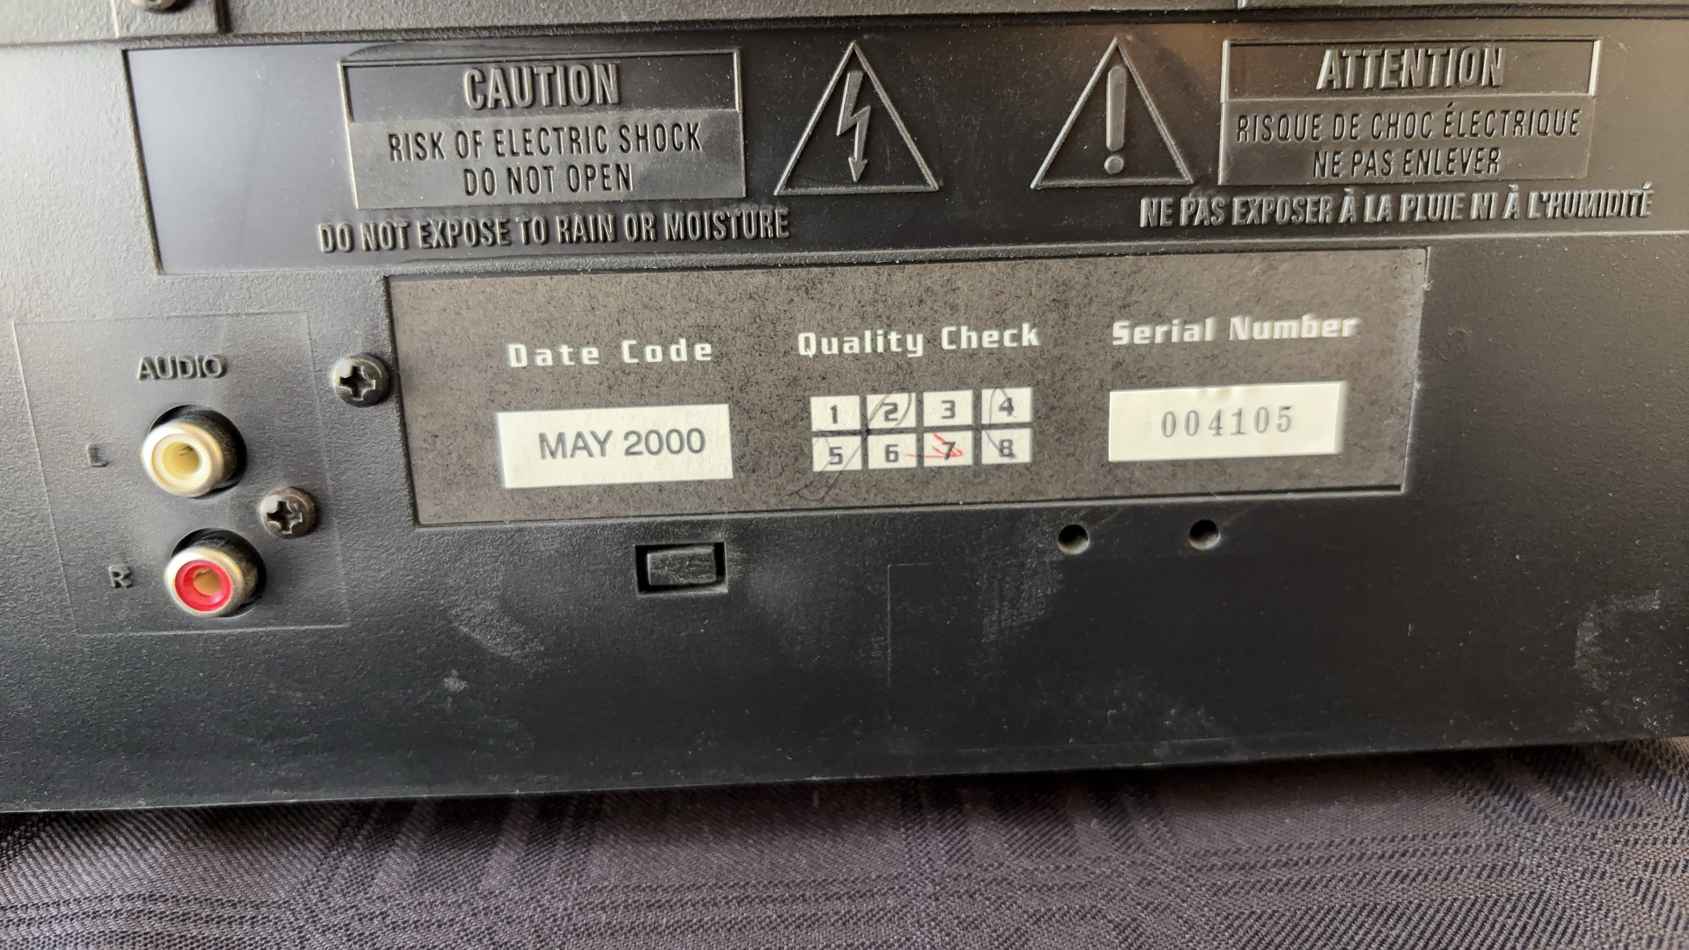 CAUTION
RISK OF ELECTRIC SHOCK
DO NOT OPEN
DO NOT EXPOSE TO RAIN OR MOISTURE
ATTENTION
RISQUE DE CHOC ÉLECTRIQUE
NE PAS ENLEVER
NE PAS EXPOSER À LA PLUIE NI À L'HUMIDITÉ
AUDIO
L
R
Date Code
MAY 2000
Quality Check
1 2 3 4
5 6 7 8
Serial Number
004105